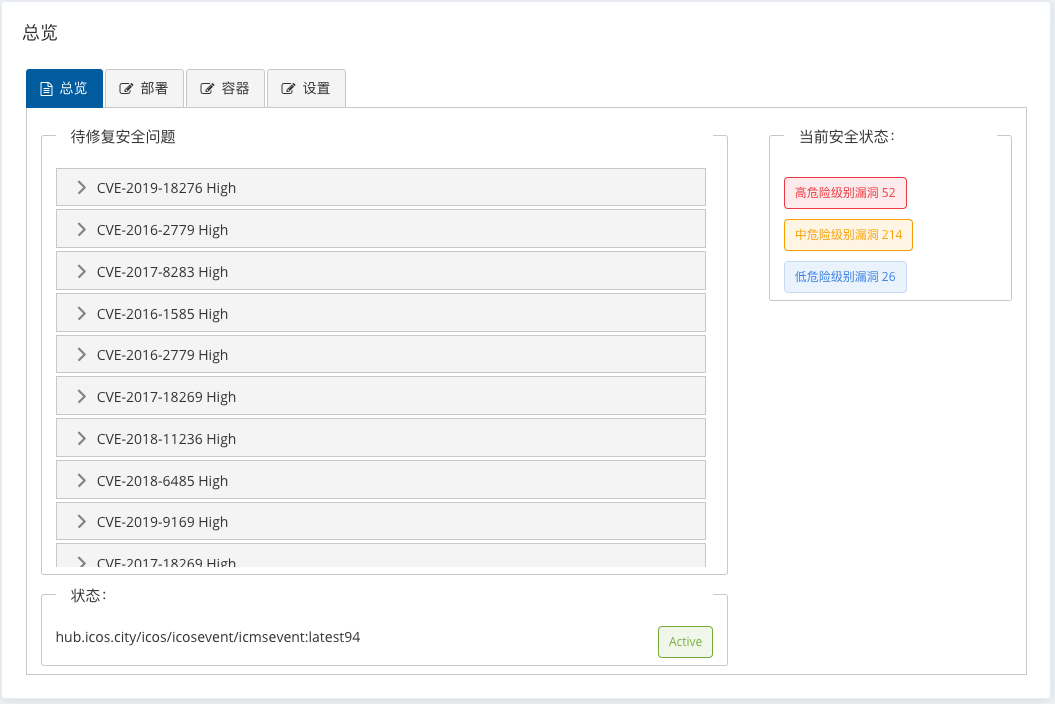 总览
总览
部署
容器
设置
待修复安全问题
CVE-2019-18276 High
CVE-2016-2779 High
CVE-2017-8283 High
CVE-2016-1585 High
CVE-2016-2779 High
CVE-2017-18269 High
CVE-2018-11236 High
CVE-2018-6485 High
CVE-2019-9169 High
CVE-2017-18269 High
状态：
hub.icos.city/icos/icosevent/icmsevent:latest94
Active
当前安全状态：
高危险级别漏洞 52
中危险级别漏洞 214
低危险级别漏洞 26